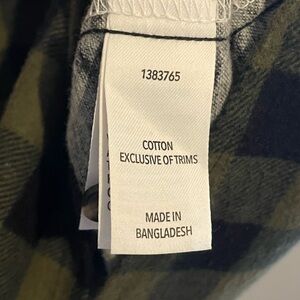 1383765
COTTON
EXCLUSIVE OF TRIMS
MADE IN
BANGLADESH